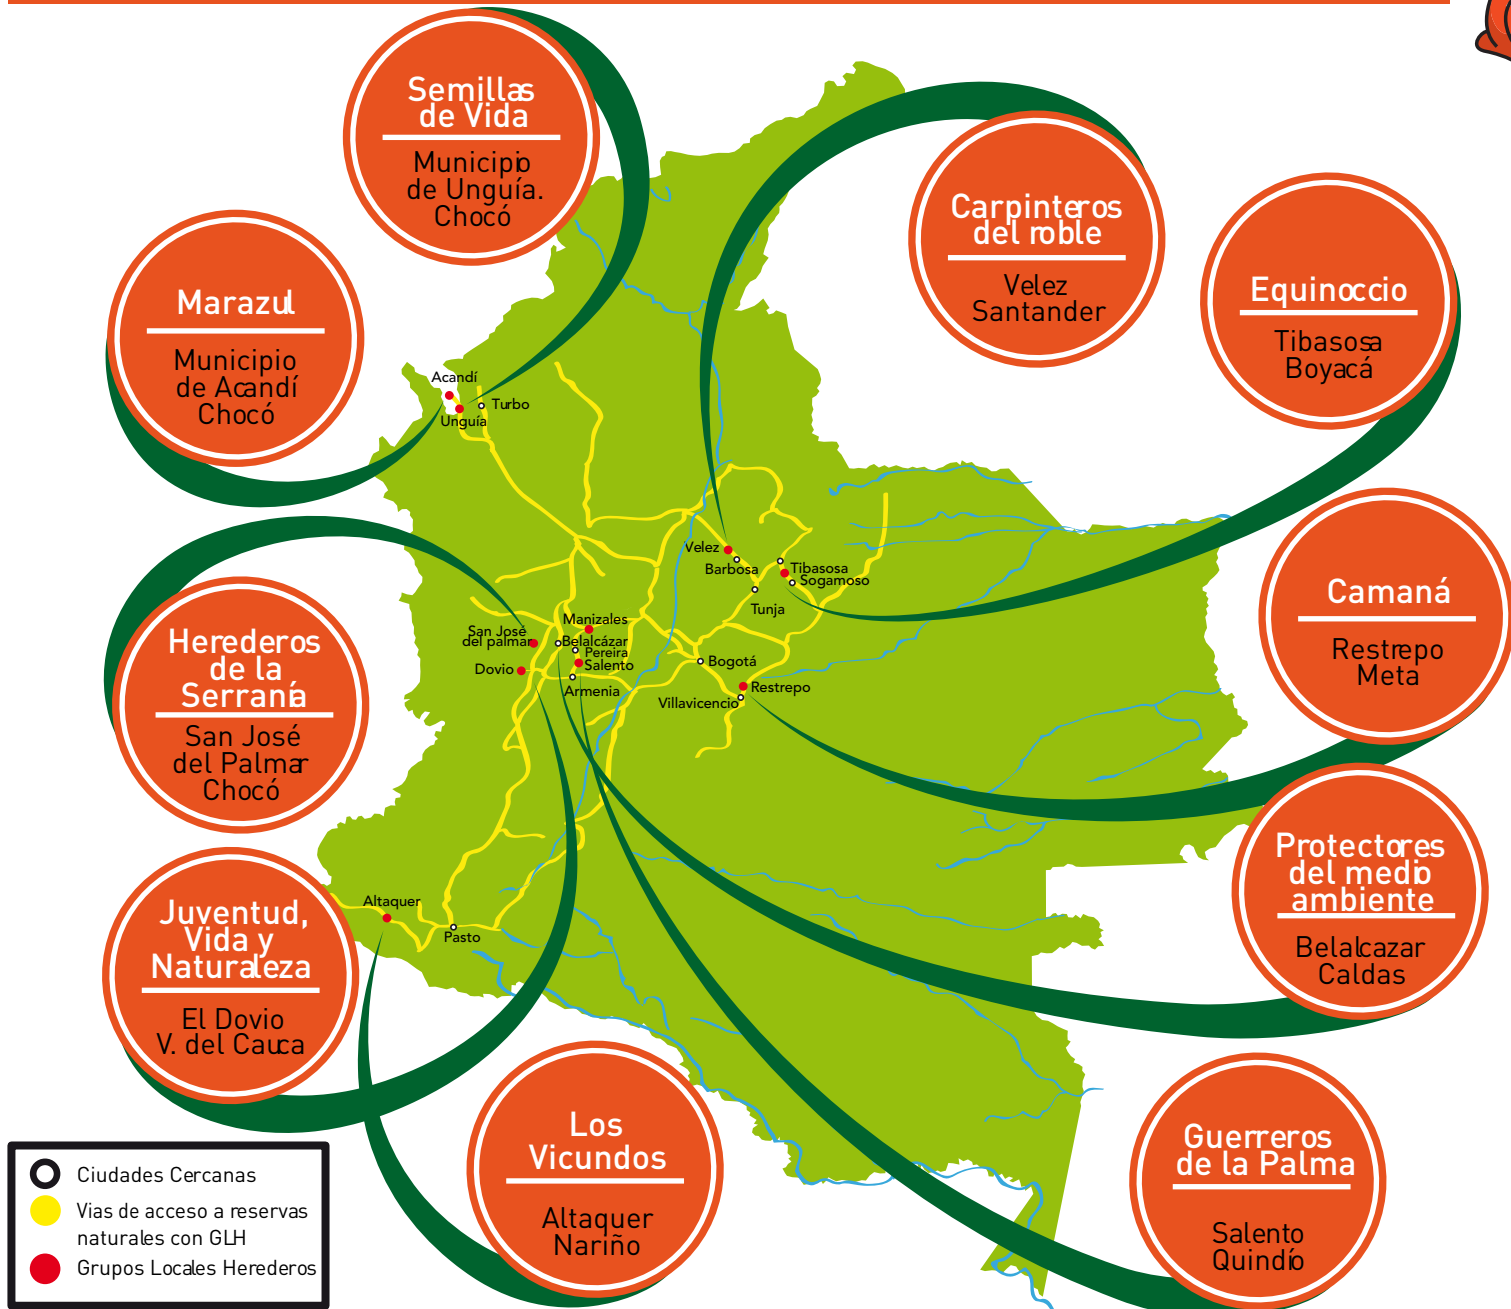 Semillas
de Vida
Municipio
de Unguía.
Chocó
Carpinteros
del roble
Velez
Santander
Equinoccio
Tibasosa
Boyacá
Marazul
Municipio
de Acandí
Chocó
Acandí
Turbo
Unguía
Camaná
Restrepo
Meta
Velez
Barbosa
Tibasosa
Sogamoso
Tunja
Manizales
San José
del palmar
Belalcázar
Pereira
Salento
Dovio
Armenia
Bogotá
Restrepo
Villavicencio
Herederos
de la
Serranía
San José
del Palmar
Chocó
Protectores
del medio
ambiente
Belalcazar
Caldas
Juventud,
Vida y
Naturaleza
El Dovio
V. del Cauca
Altaquer
Pasto
Los
Vicundos
Altaquer
Nariño
Guerreros
de la Palma
Salento
Quindío
Ciudades Cercanas
Vias de acceso a reservas
naturales con GLH
Grupos Locales Herederos